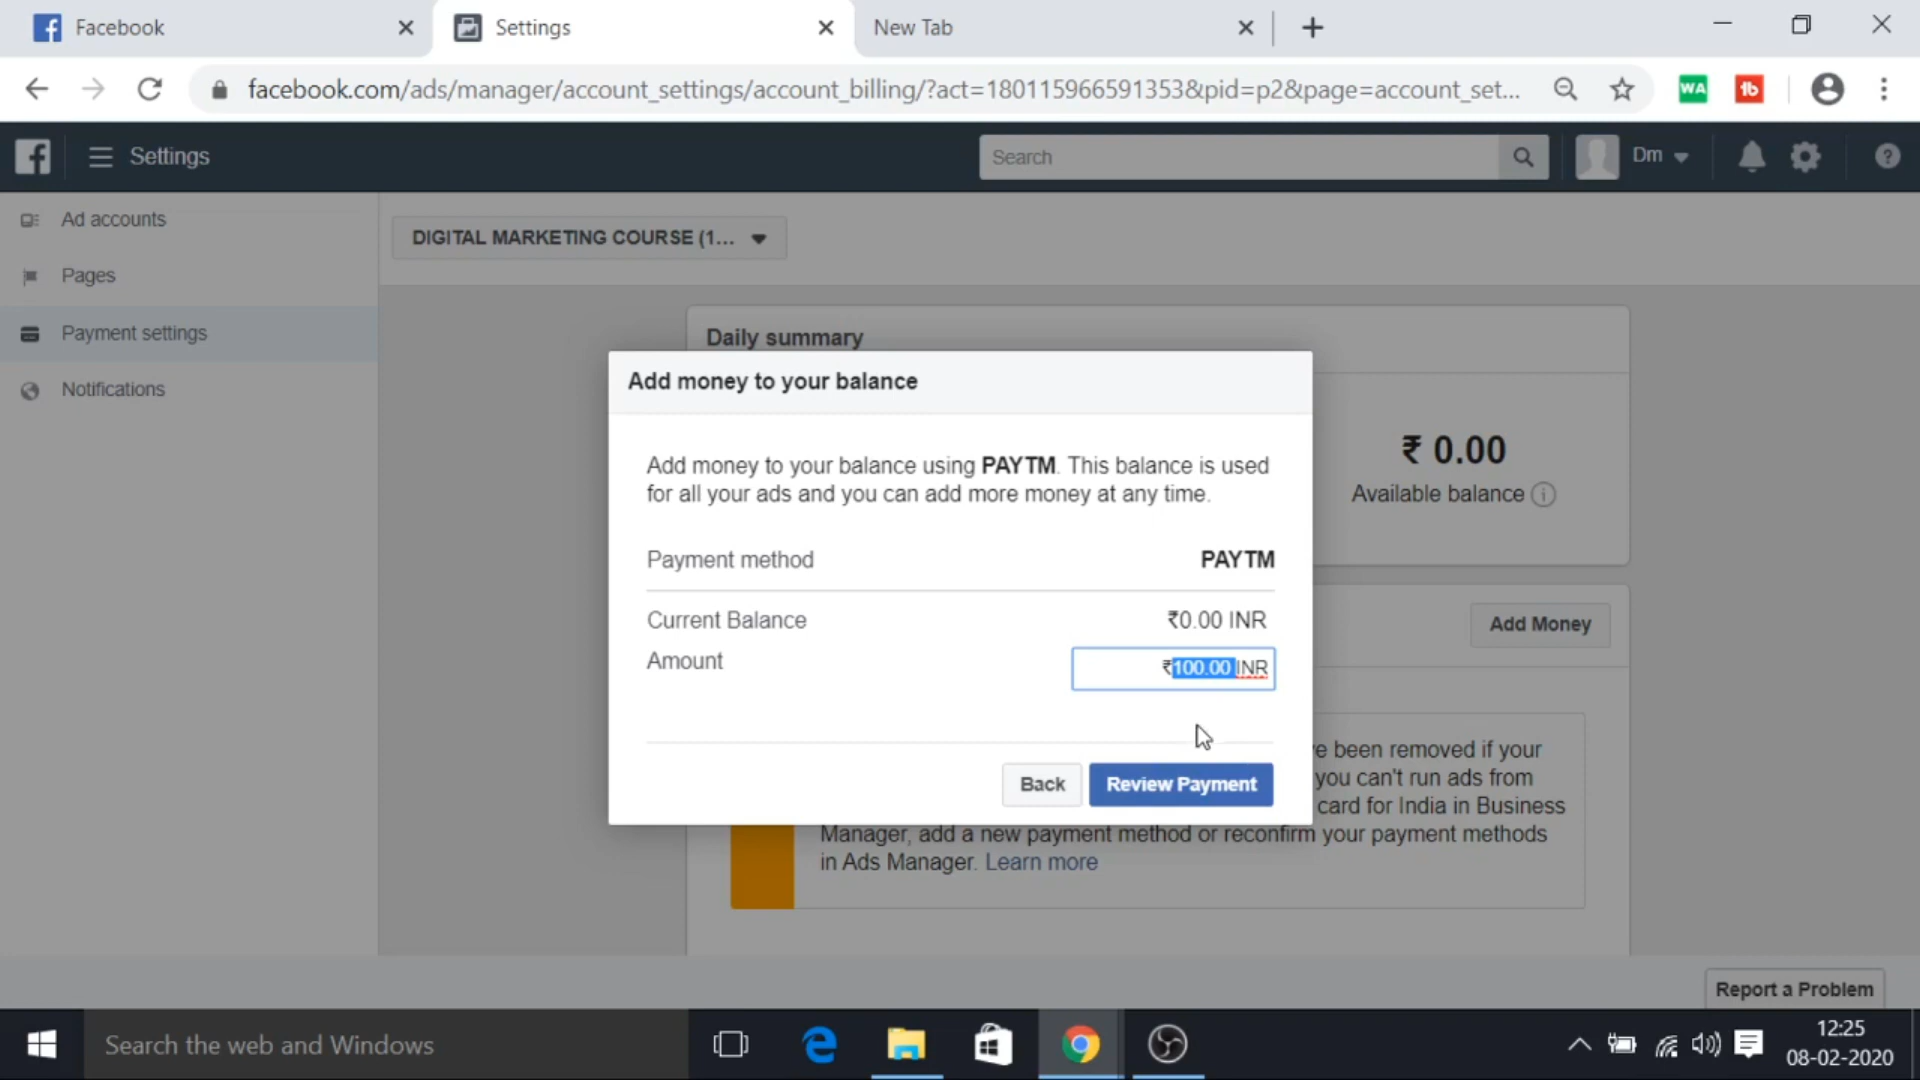 Facebook
Settings
New Tab
facebook.com/ads/manager/account_settings/account_billing/?act=180115966591353&pid=p2&page=account_set...
WA
Settings
Search
Dm
Ad accounts
DIGITAL MARKETING COURSE (1...
Pages
Payment settings
Notifications
Daily summary
₹ 0.00
Available balance
Add money to your balance
Add money to your balance using PAYTM. This balance is used
for all your ads and you can add more money at any time.
Payment method PAYTM
Current Balance ₹0.00 INR
Amount ₹100.00 INR
Back Review Payment
Add Money
e been removed if your
you can't run ads from
card for India in Business
Manager, add a new payment method or reconfirm your payment methods
in Ads Manager. Learn more
Report a Problem
Search the web and Windows
12:25
08-02-2020